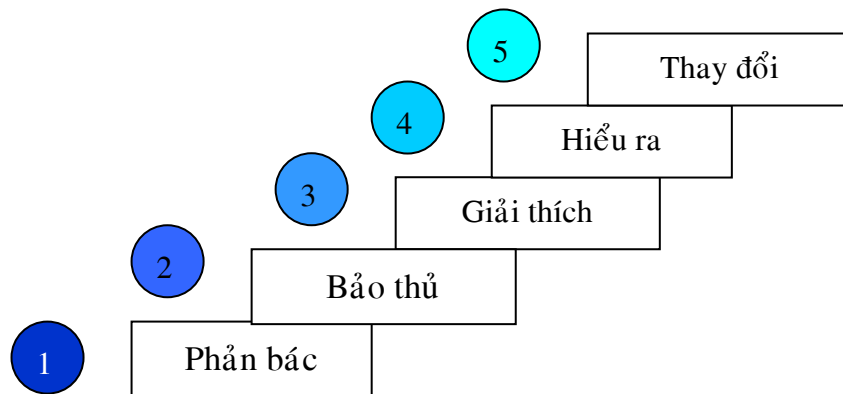 5
Thay đổi
4
Hiểu ra
3
Giải thích
2
Bảo thủ
1
Phản bác